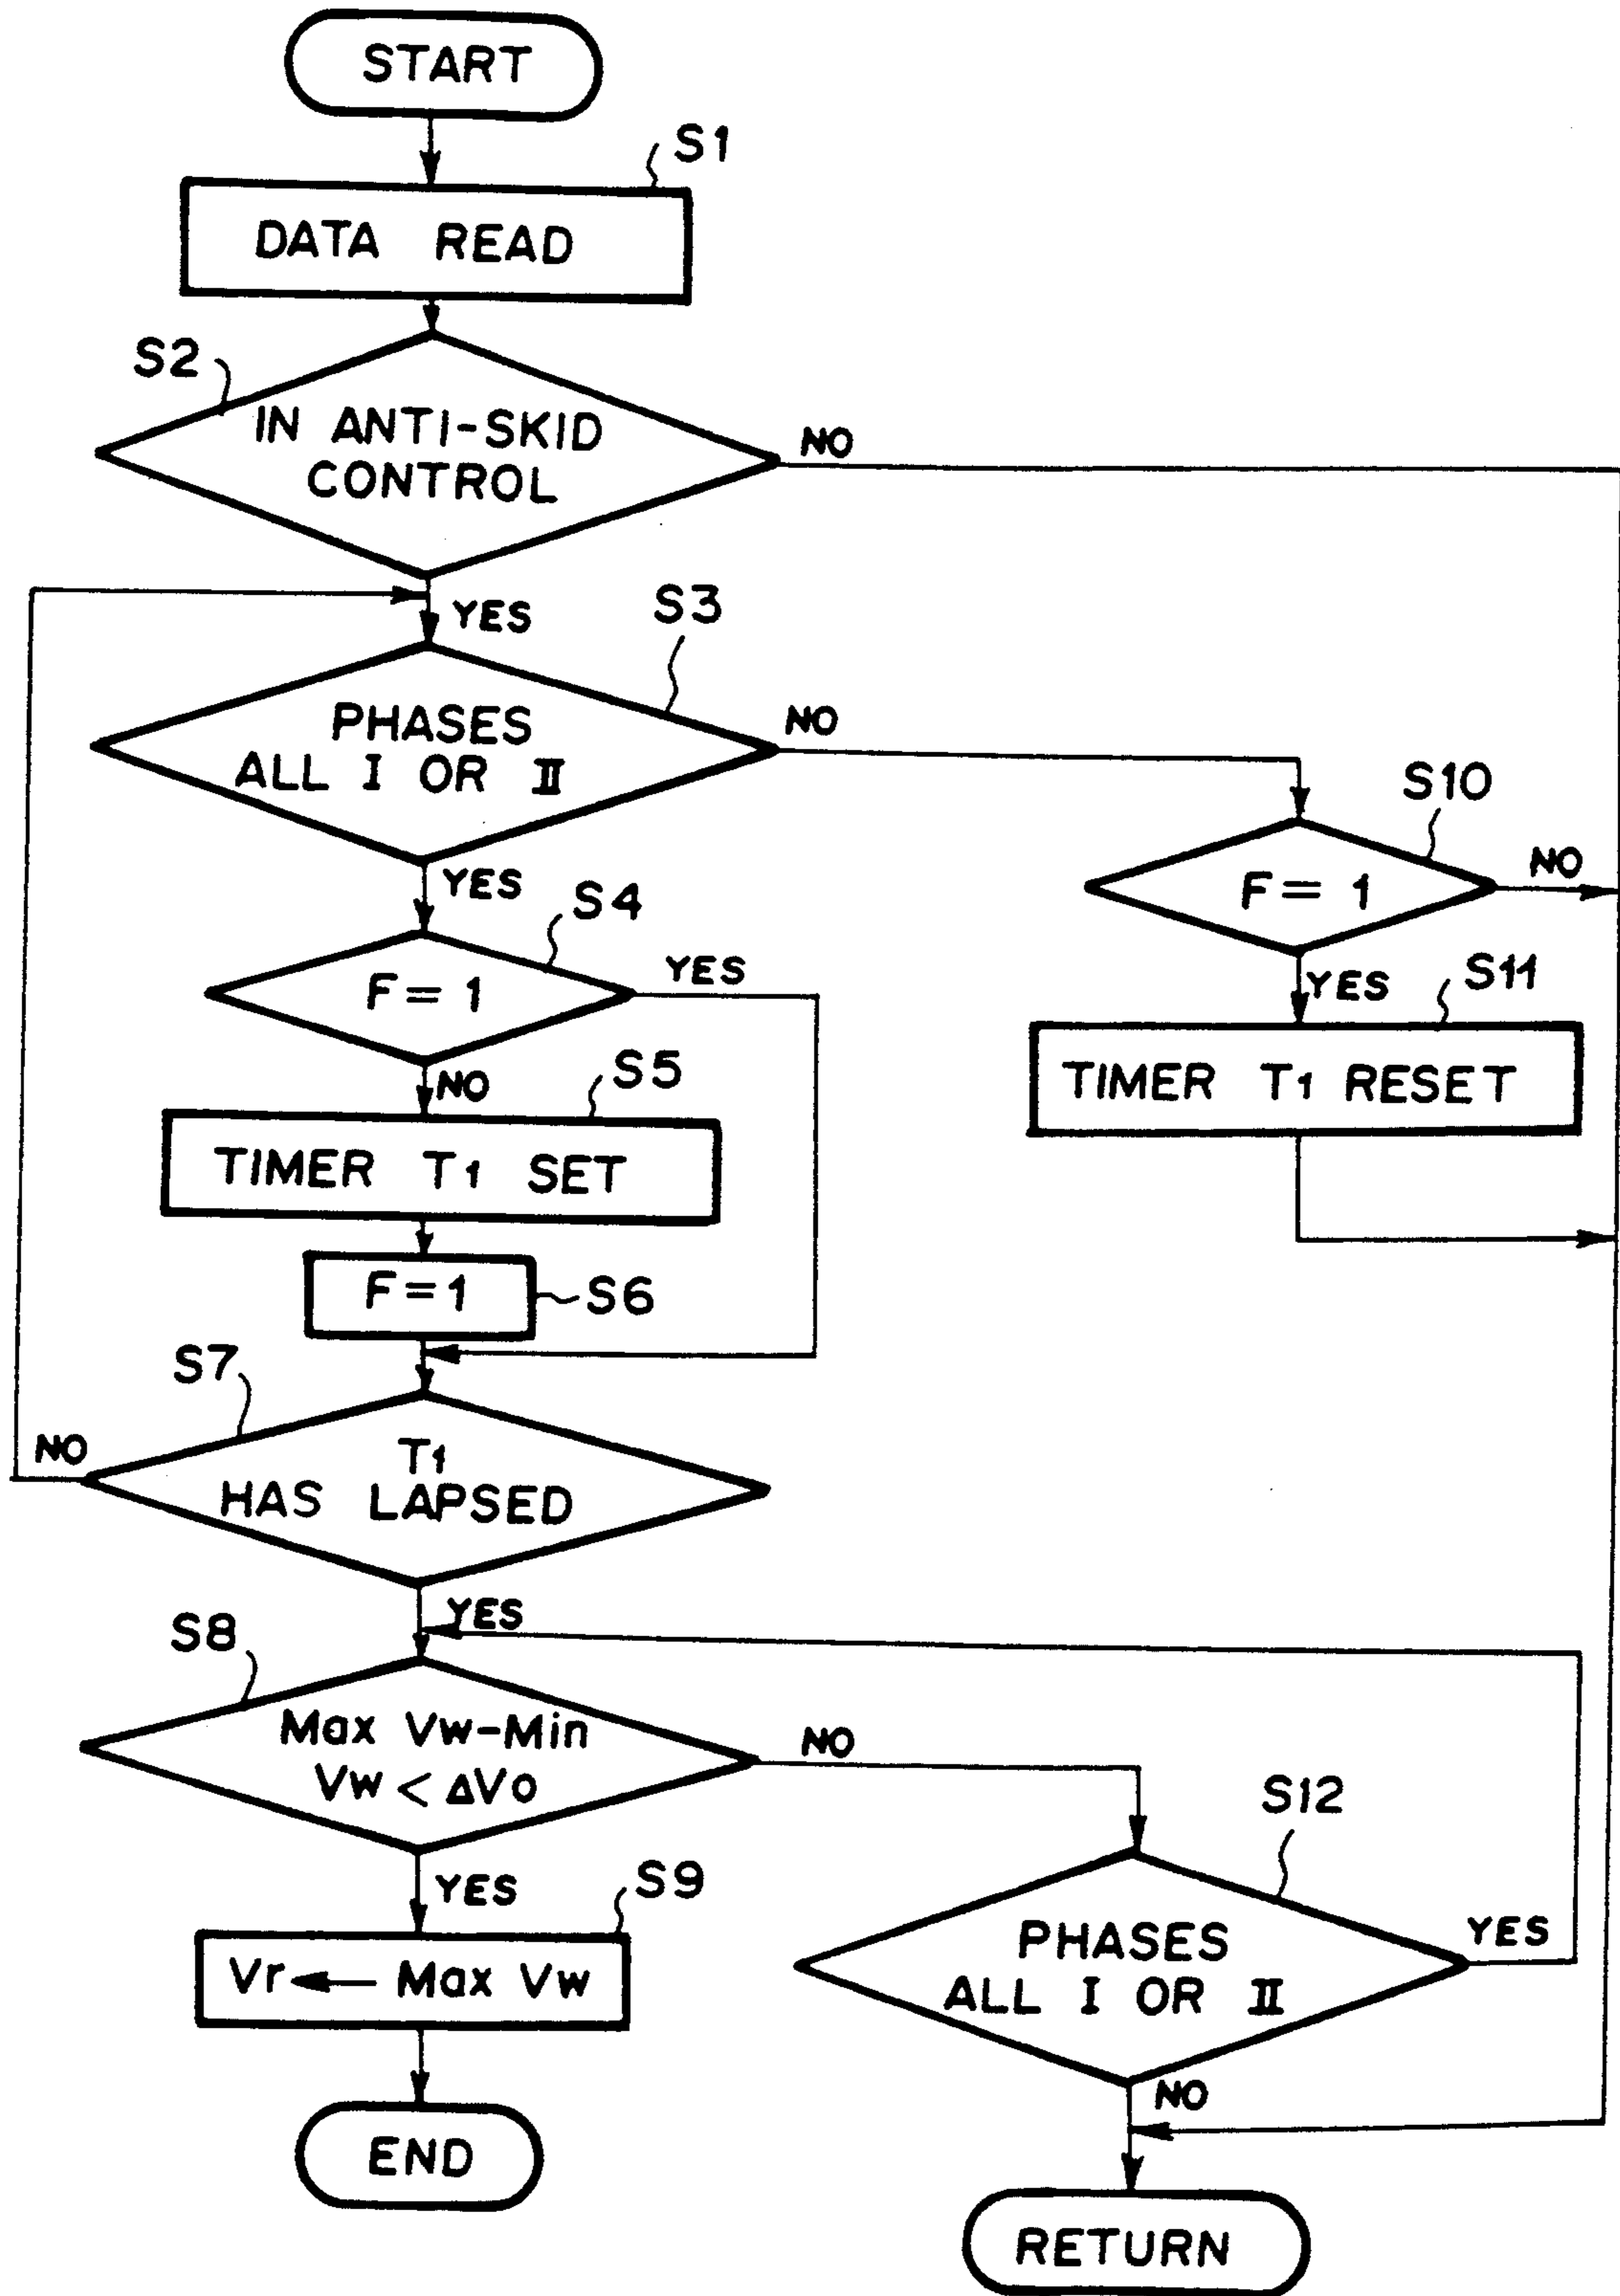 START
S1
DATA READ
S2
IN ANTI-SKID
CONTROL
NO
YES
S3
PHASES
ALL I OR II
NO
YES
S10
F = 1
NO
YES
S11
TIMER T1 RESET
S4
F = 1
YES
NO
S5
TIMER T1 SET
F = 1
S6
S7
T1
HAS LAPSED
NO
YES
S8
Max Vw-Min
Vw < ΔVo
NO
YES
S9
Vr ← Max Vw
END
S12
PHASES
ALL I OR II
YES
NO
RETURN